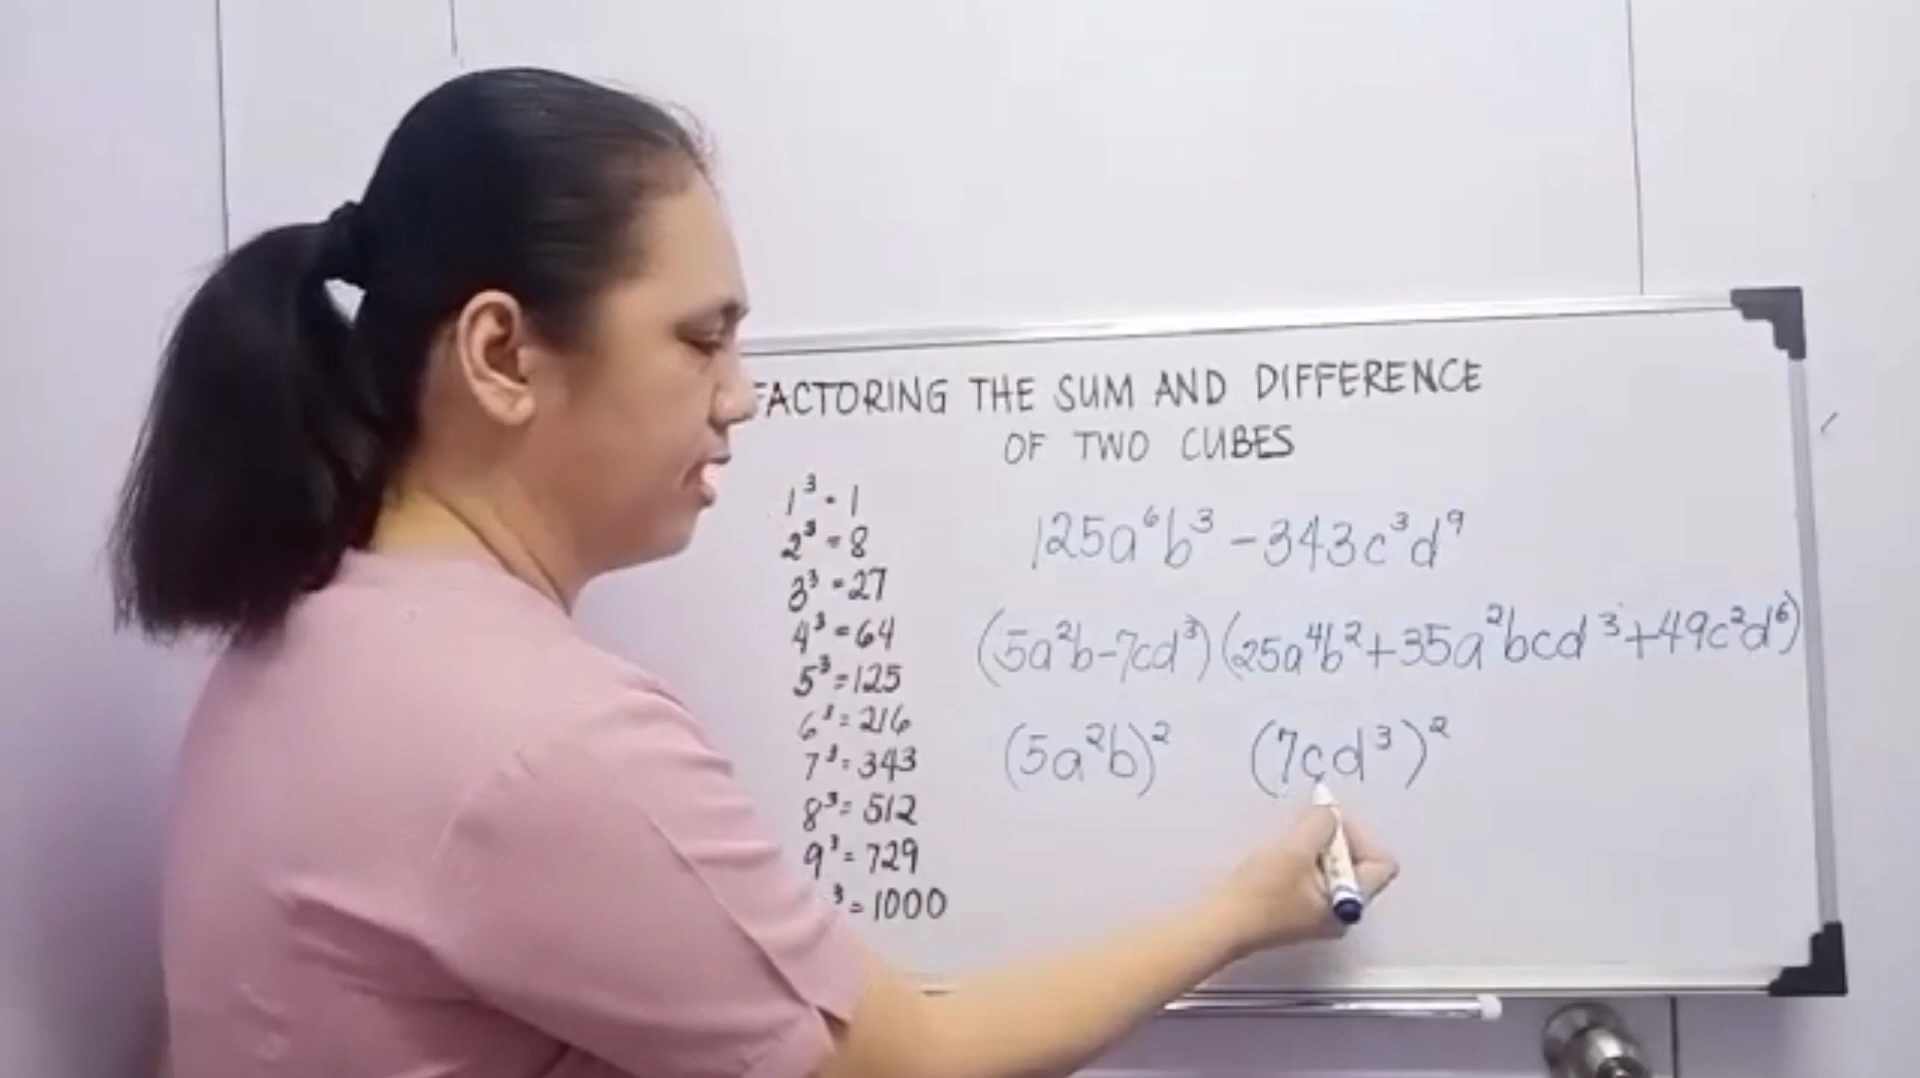 FACTORING THE SUM AND DIFFERENCE
OF TWO CUBES
1³ = 1
2³ = 8
3³ = 27
4³ = 64
5³ = 125
6³ = 216
7³ = 343
8³ = 512
9³ = 729
³ = 1000
125a⁶b³ - 343c³d⁹
(5a²b-7cd³)(25a⁴b²+35a²bcd³+49c²d⁶)
(5a²b)² (7cd³)²